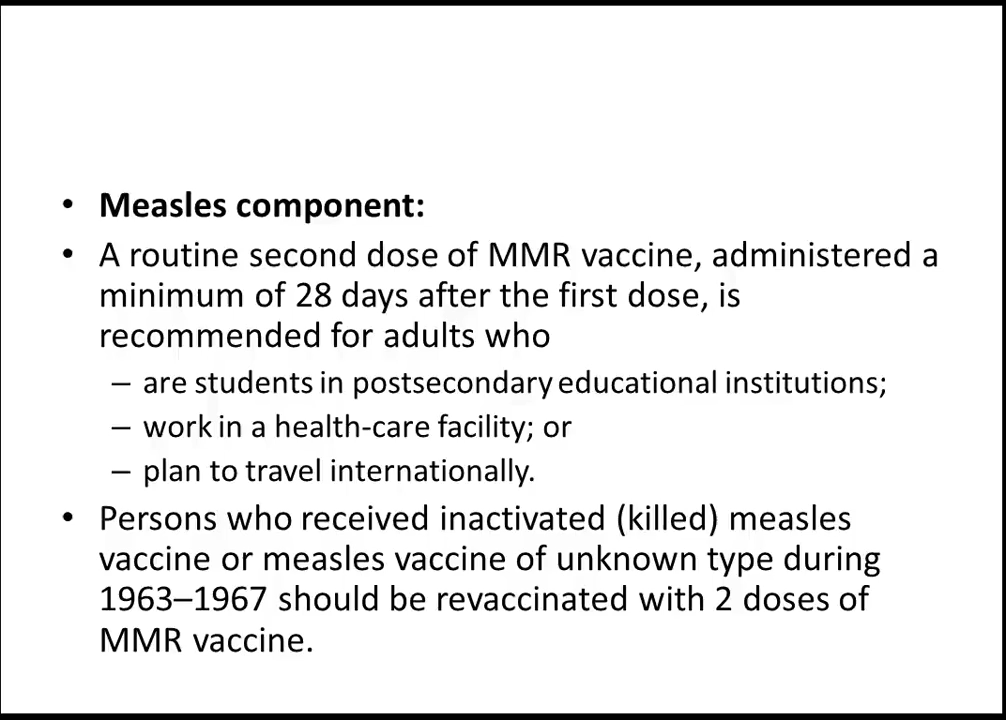 • Measles component:
• A routine second dose of MMR vaccine, administered a
minimum of 28 days after the first dose, is
recommended for adults who
– are students in postsecondary educational institutions;
– work in a health-care facility; or
– plan to travel internationally.
• Persons who received inactivated (killed) measles
vaccine or measles vaccine of unknown type during
1963–1967 should be revaccinated with 2 doses of
MMR vaccine.